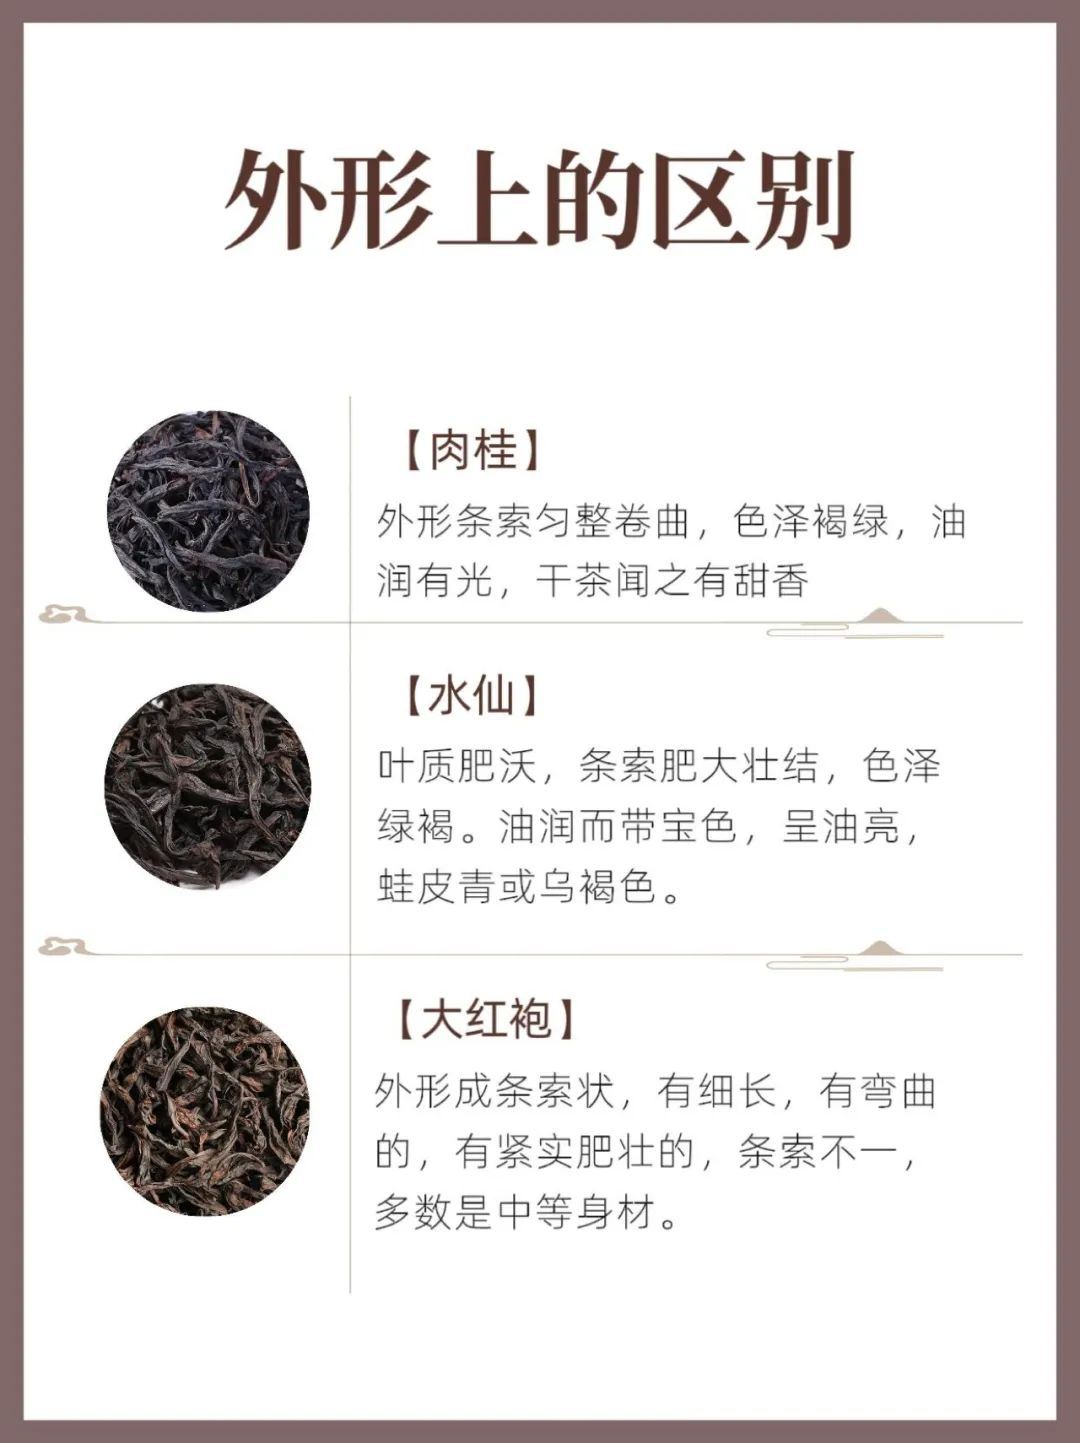 外形上的区别
【肉桂】
外形条索匀整卷曲，色泽褐绿，油
润有光，干茶闻之有甜香
【水仙】
叶质肥沃，条索肥大壮结，色泽
绿褐。油润而带宝色，呈油亮，
蛙皮青或乌褐色。
【大红袍】
外形成条索状，有细长，有弯曲
的，有紧实肥壮的，条索不一，
多数是中等身材。